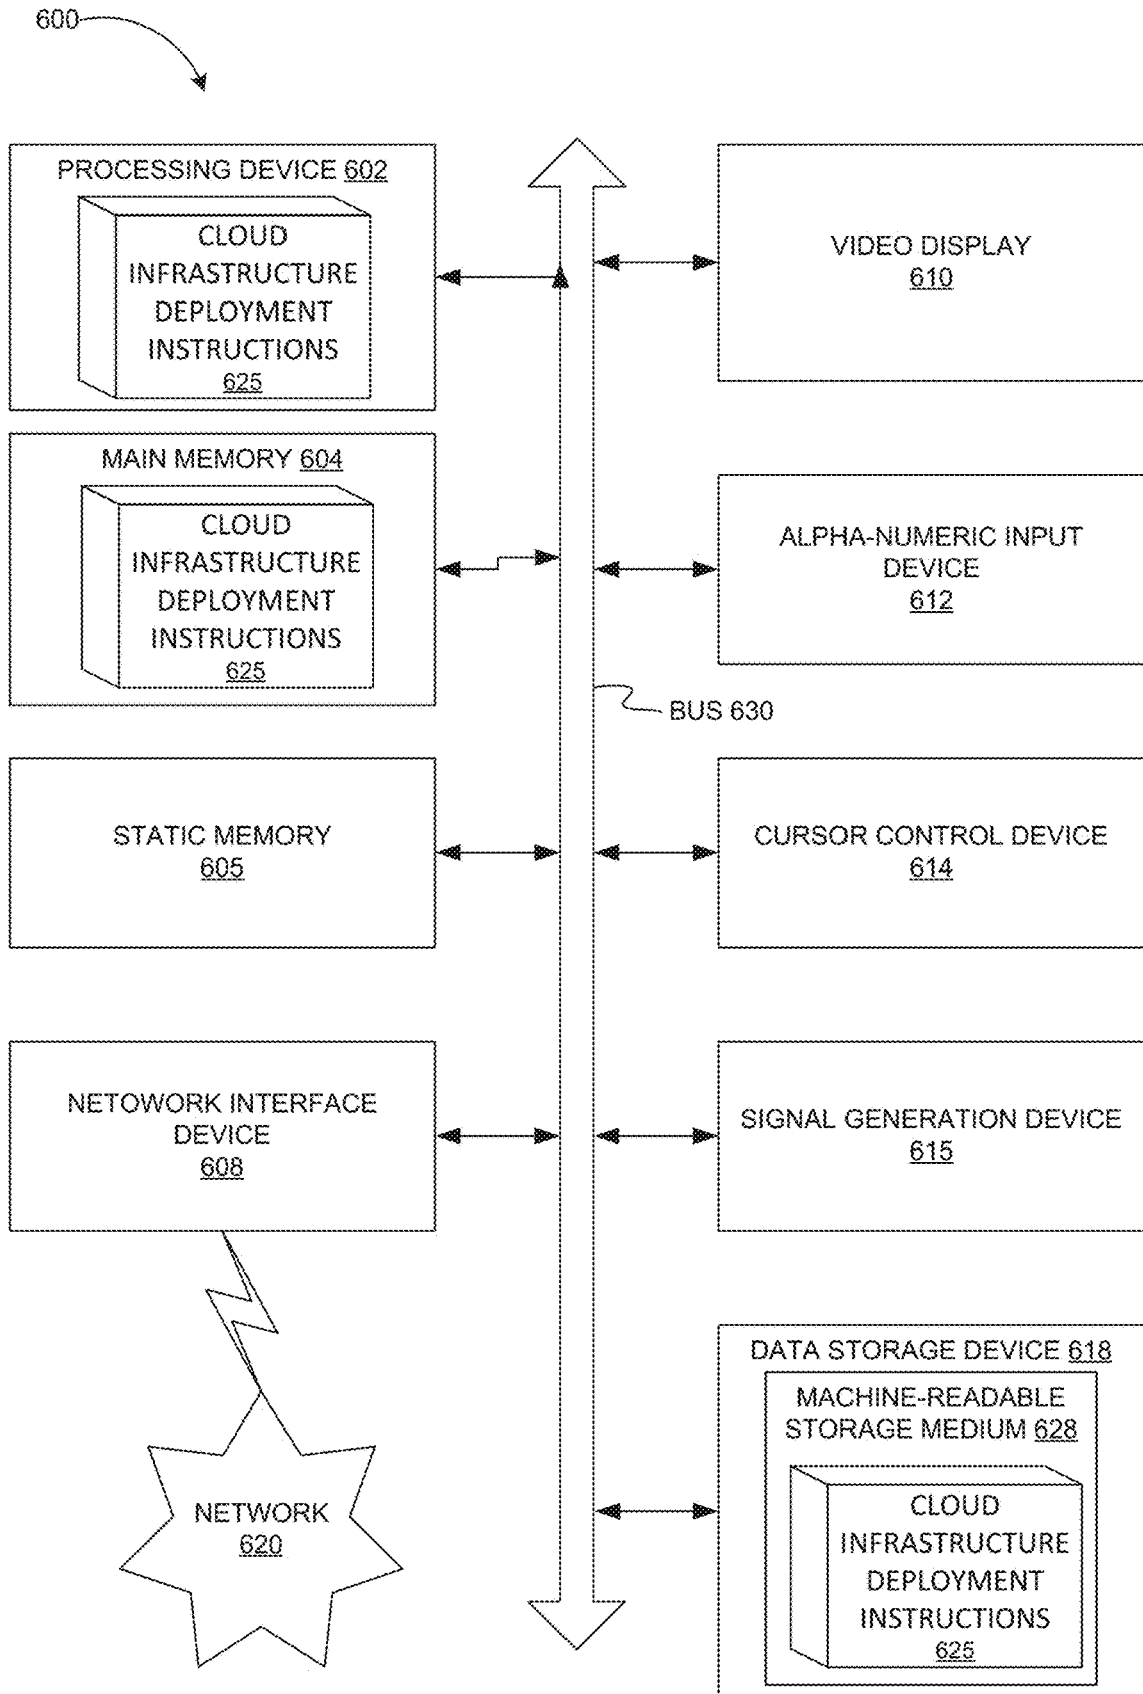 600
PROCESSING DEVICE 602
CLOUD
INFRASTRUCTURE
DEPLOYMENT
INSTRUCTIONS
625
MAIN MEMORY 604
CLOUD
INFRASTRUCTURE
DEPLOYMENT
INSTRUCTIONS
625
STATIC MEMORY
605
NETOWORK INTERFACE
DEVICE
608
NETWORK
620
BUS 630
VIDEO DISPLAY
610
ALPHA-NUMERIC INPUT
DEVICE
612
CURSOR CONTROL DEVICE
614
SIGNAL GENERATION DEVICE
615
DATA STORAGE DEVICE 618
MACHINE-READABLE
STORAGE MEDIUM 628
CLOUD
INFRASTRUCTURE
DEPLOYMENT
INSTRUCTIONS
625